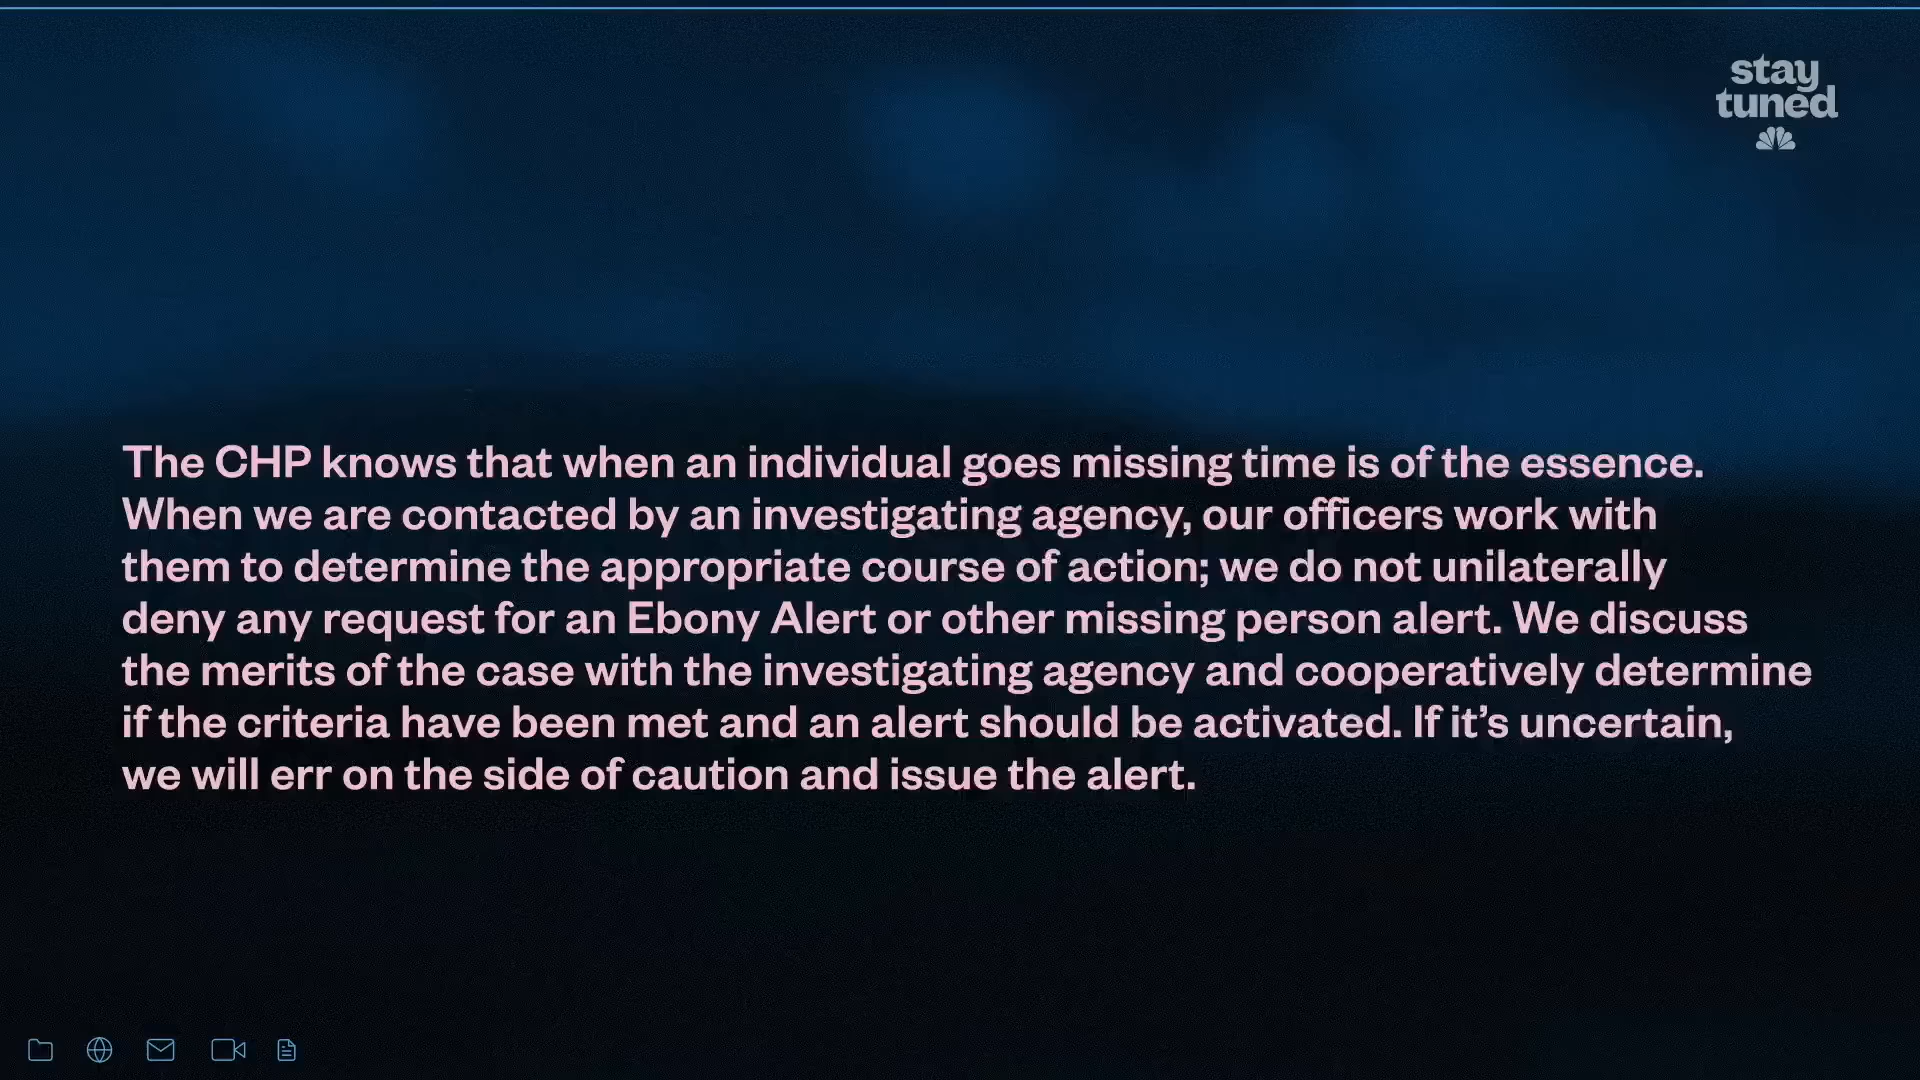 stay
tuned
The CHP knows that when an individual goes missing time is of the essence.
When we are contacted by an investigating agency, our officers work with
them to determine the appropriate course of action; we do not unilaterally
deny any request for an Ebony Alert or other missing person alert. We discuss
the merits of the case with the investigating agency and cooperatively determine
if the criteria have been met and an alert should be activated. If it’s uncertain,
we will err on the side of caution and issue the alert.